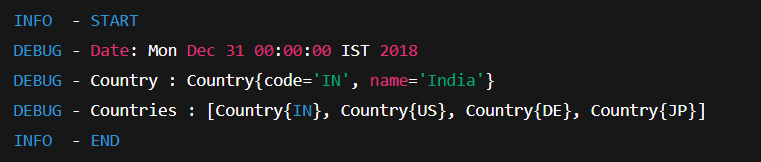 INFO  - START
DEBUG - Date: Mon Dec 31 00:00:00 IST 2018
DEBUG - Country : Country{code='IN', name='India'}
DEBUG - Countries : [Country{IN}, Country{US}, Country{DE}, Country{JP}]
INFO  - END